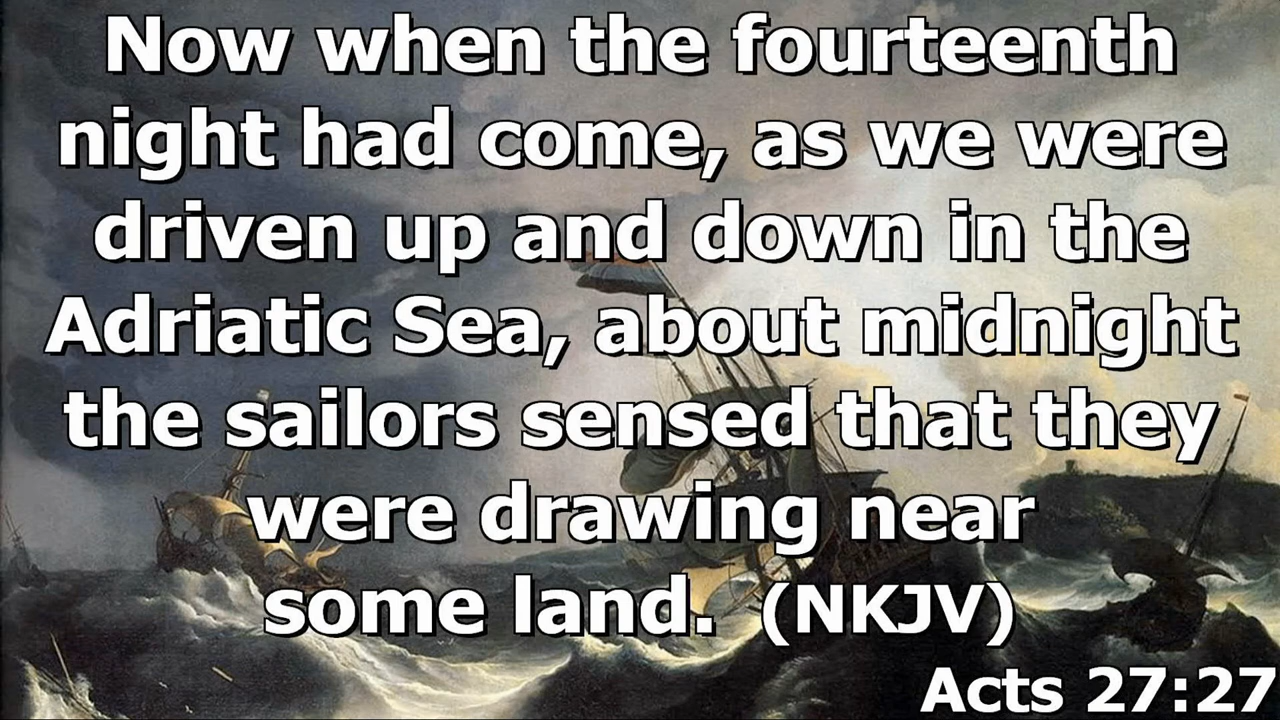 Now when the fourteenth
night had come, as we were
driven up and down in the
Adriatic Sea, about midnight
the sailors sensed that they
were drawing near
some land. (NKJV)
Acts 27:27